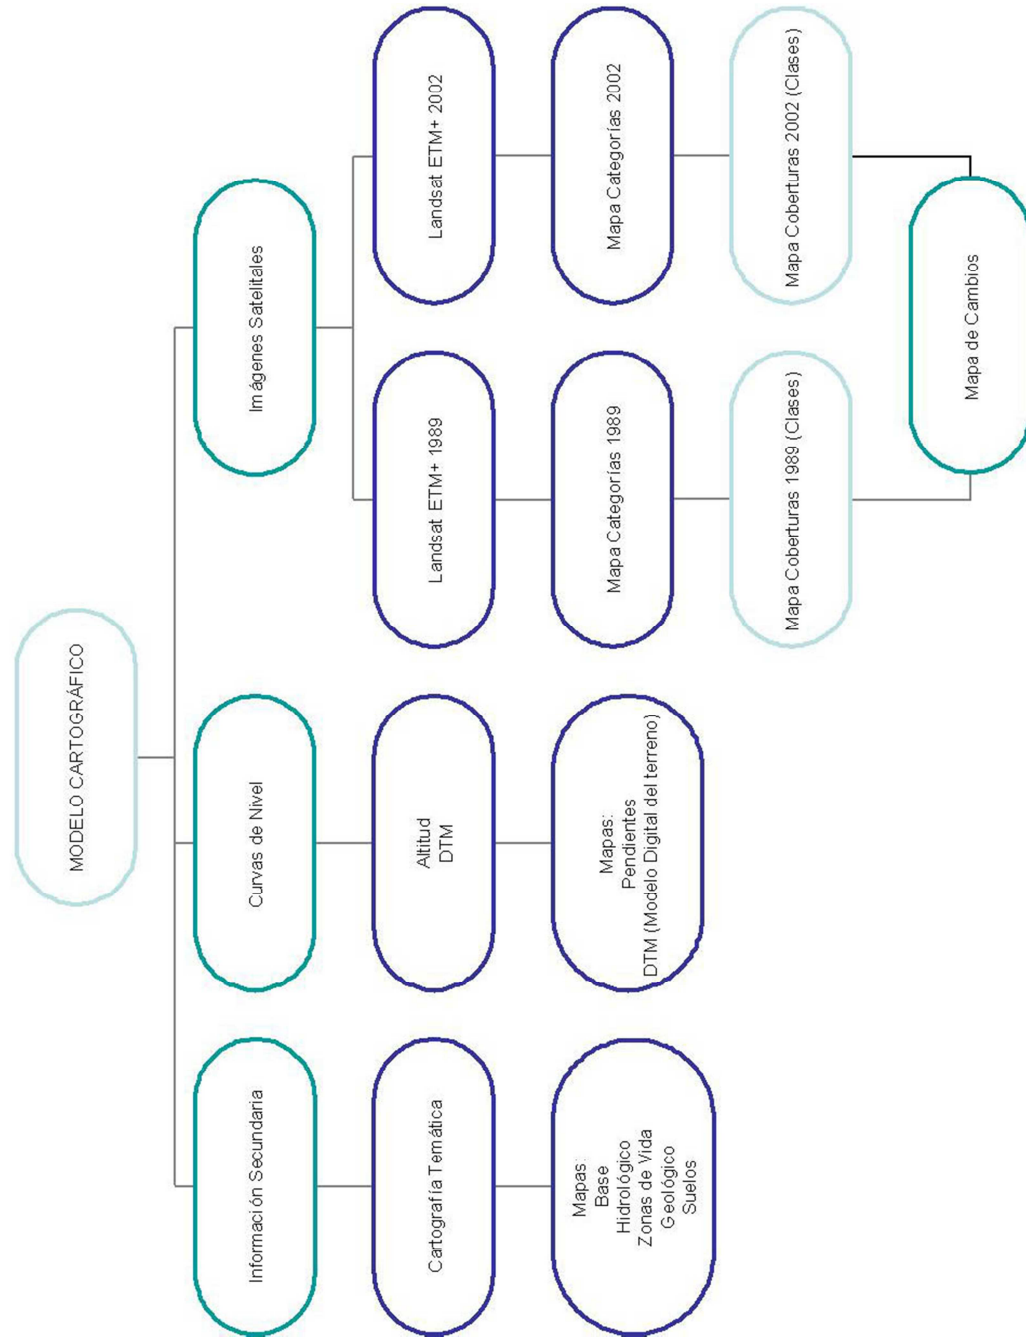 MODELO CARTOGRÁFICO
Información Secundaria
Curvas de Nivel
Imágenes Satelitales
Cartografía Temática
Altitud
DTM
Landsat ETM+ 1989
Landsat ETM+ 2002
Mapas:
Base
Hidrológico
Zonas de Vida
Geológico
Suelos
Mapas:
Pendientes
DTM (Modelo Digital del terreno)
Mapa Categorías 1989
Mapa Categorías 2002
Mapa Coberturas 1989 (Clases)
Mapa Coberturas 2002 (Clases)
Mapa de Cambios